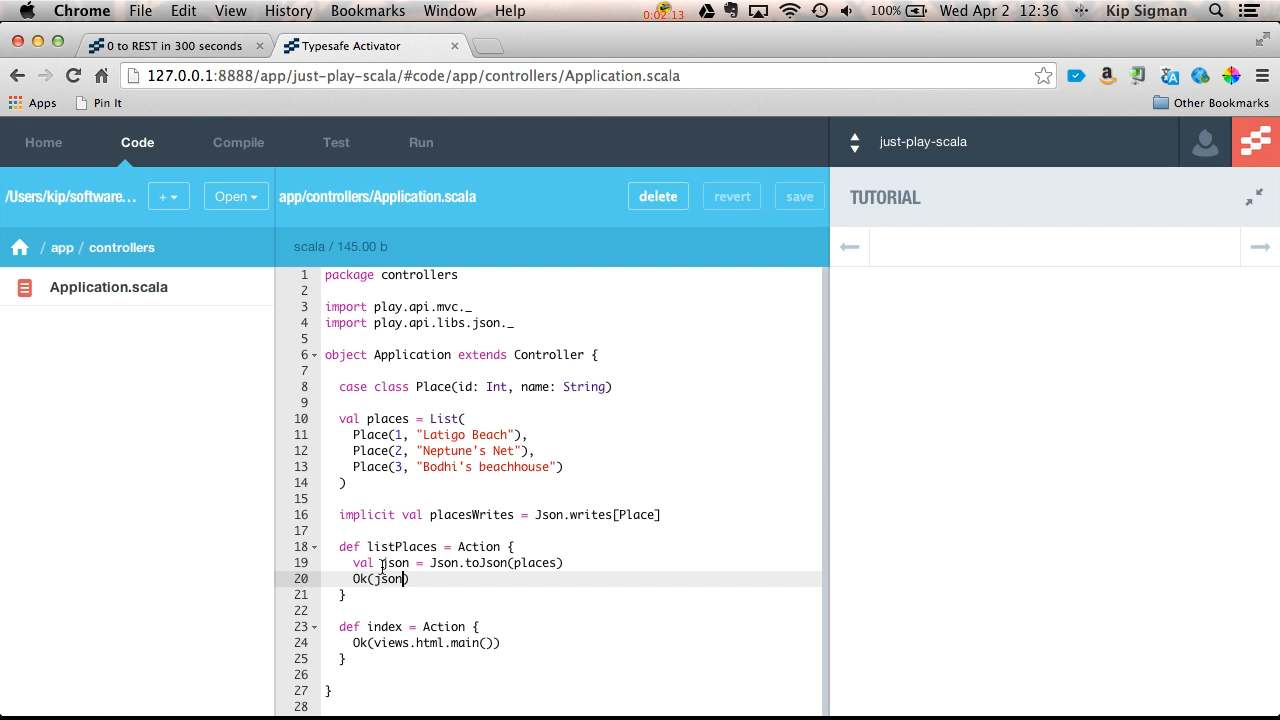 Chrome File Edit View History Bookmarks Window Help 0:02:13 100% Wed Apr 2 12:36 Kip Sigman
0 to REST in 300 seconds Typesafe Activator
127.0.0.1:8888/app/just-play-scala/#code/app/controllers/Application.scala
Apps Pin It Other Bookmarks
Home Code Compile Test Run just-play-scala
/Users/kip/software... + Open app/controllers/Application.scala delete revert save TUTORIAL
/ app / controllers scala / 145.00 b
Application.scala
1 package controllers
2
3 import play.api.mvc._
4 import play.api.libs.json._
5
6 object Application extends Controller {
7
8 case class Place(id: Int, name: String)
9
10 val places = List(
11 Place(1, "Latigo Beach"),
12 Place(2, "Neptune's Net"),
13 Place(3, "Bodhi's beachhouse")
14 )
15
16 implicit val placesWrites = Json.writes[Place]
17
18 def listPlaces = Action {
19 val json = Json.toJson(places)
20 Ok(json)
21 }
22
23 def index = Action {
24 Ok(views.html.main())
25 }
26
27 }
28